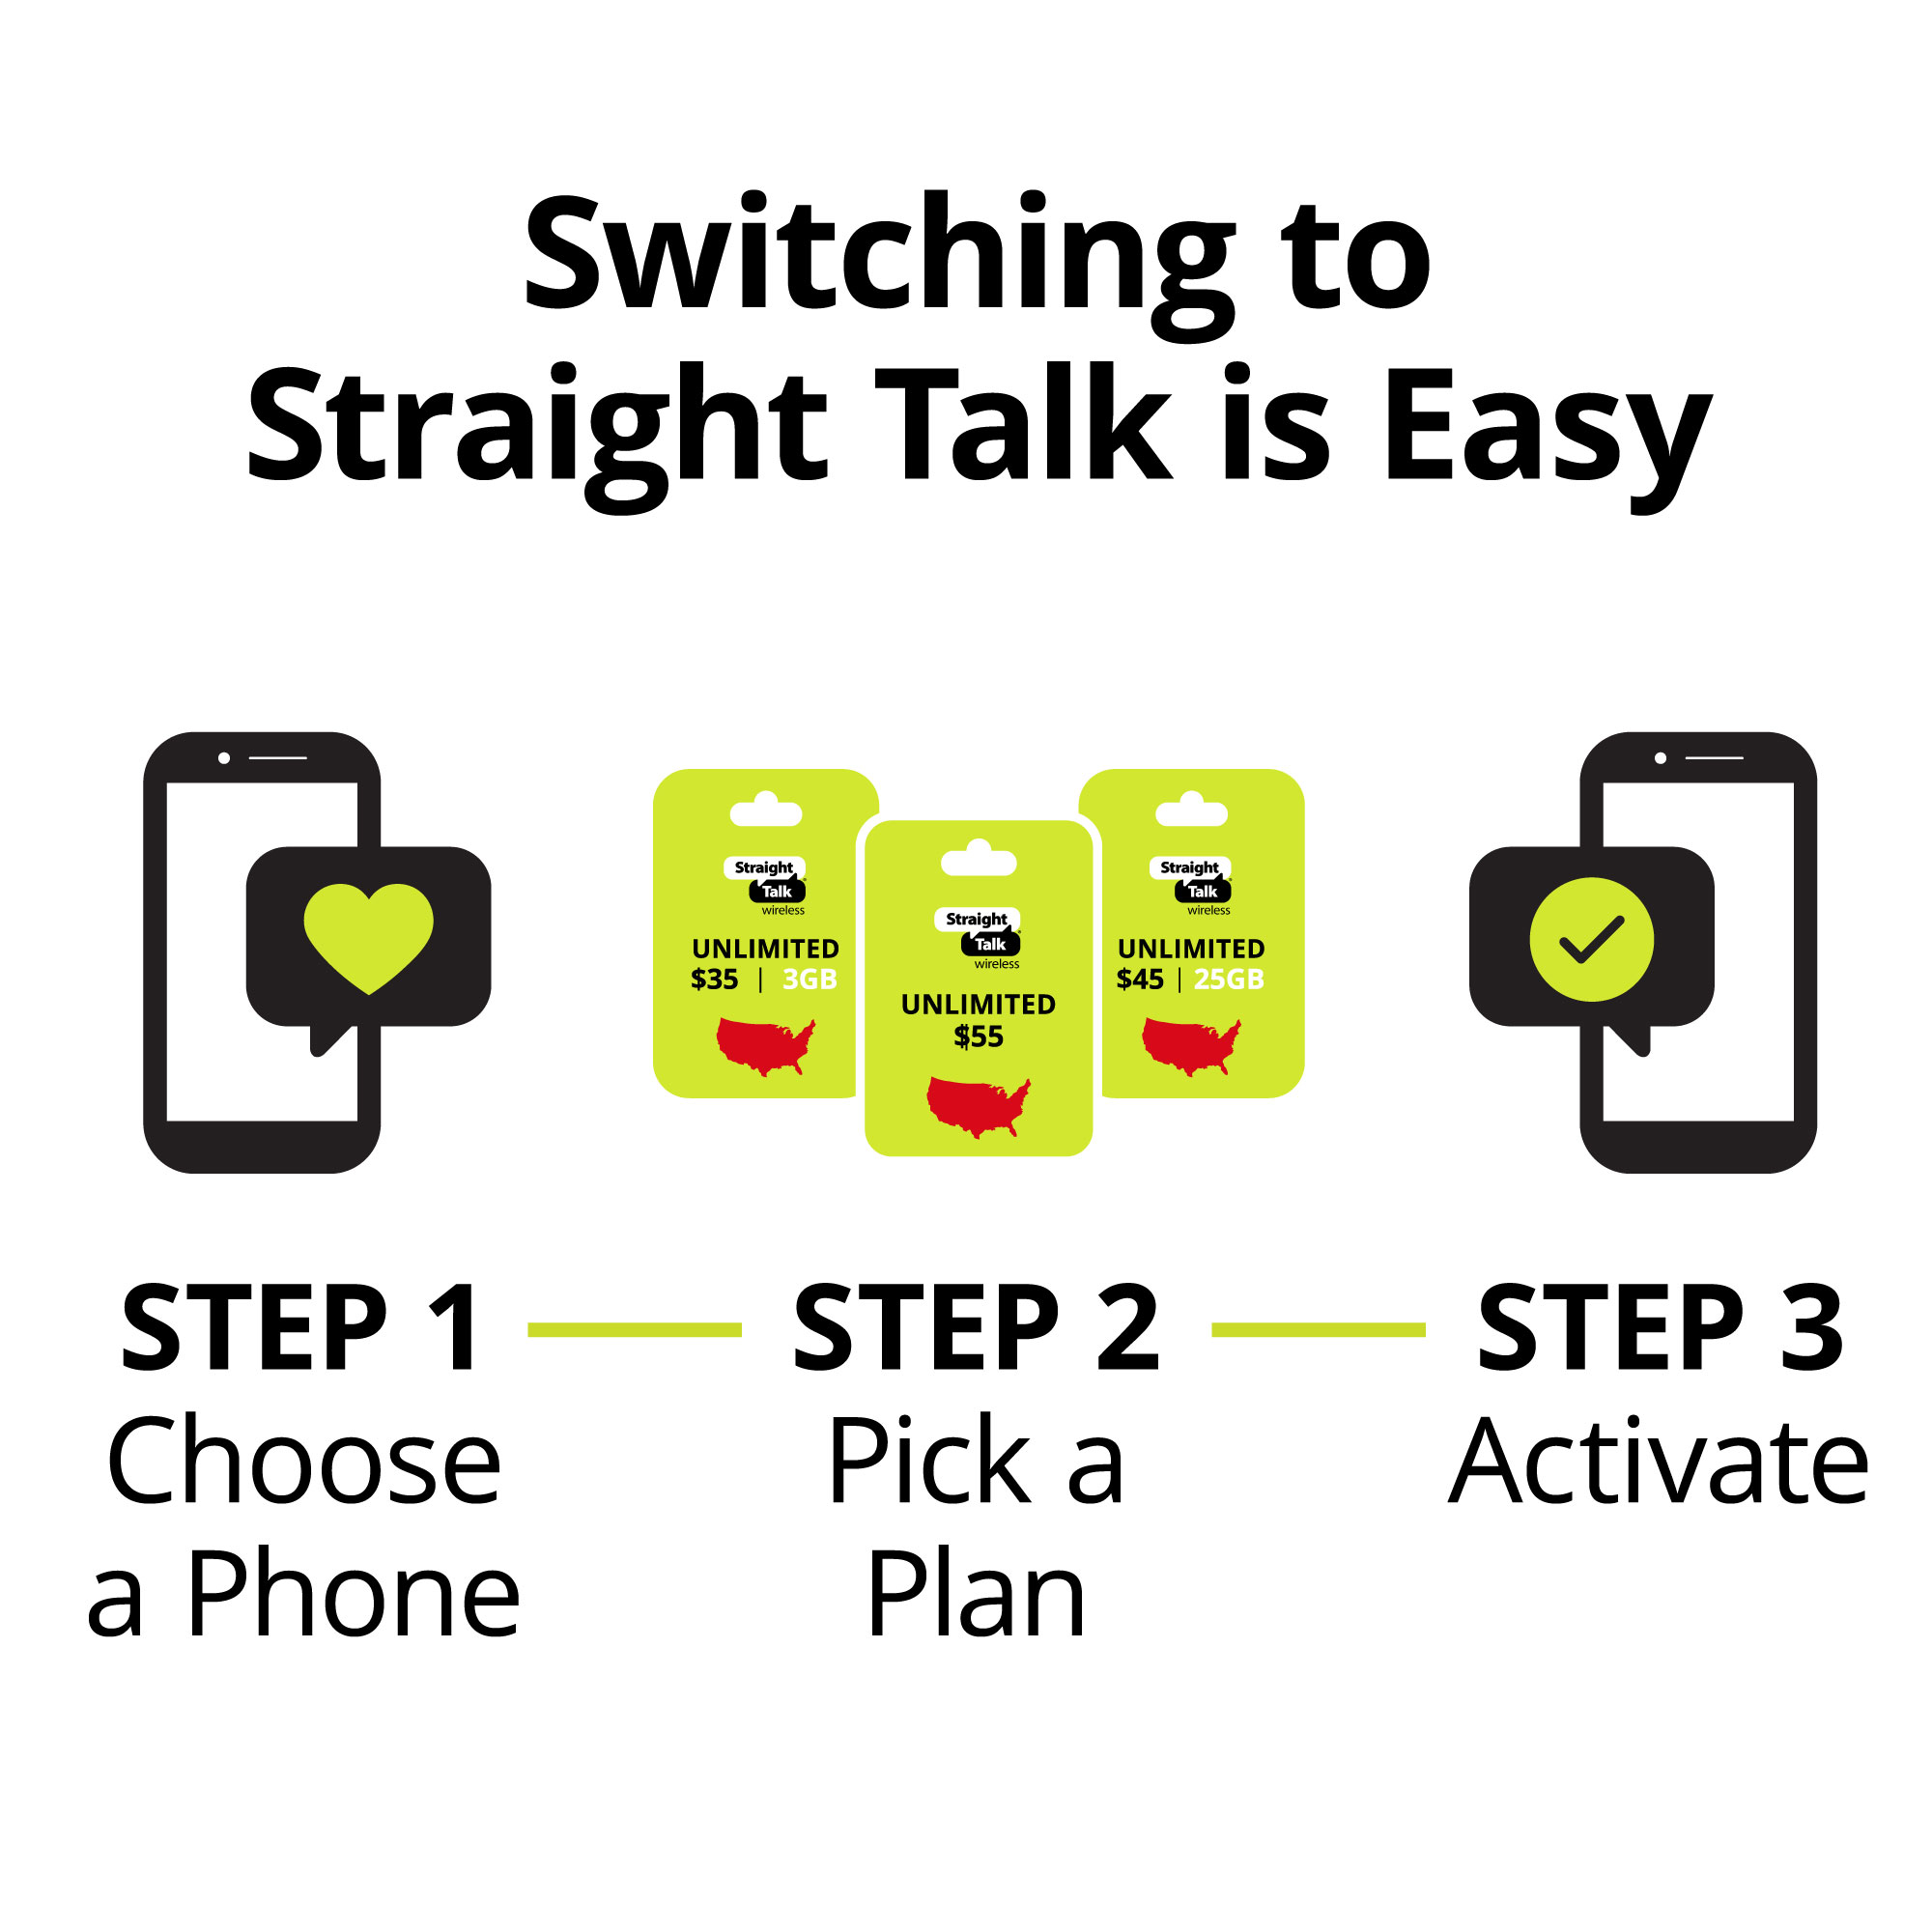 Switching to
Straight Talk is Easy
Straight
Talk
wireless
UNLIMITED
$35 | 3GB
Straight
Talk
wireless
UNLIMITED
$55
Straight
Talk
wireless
UNLIMITED
$45 | 25GB
STEP 1
Choose
a Phone
STEP 2
Pick a
Plan
STEP 3
Activate